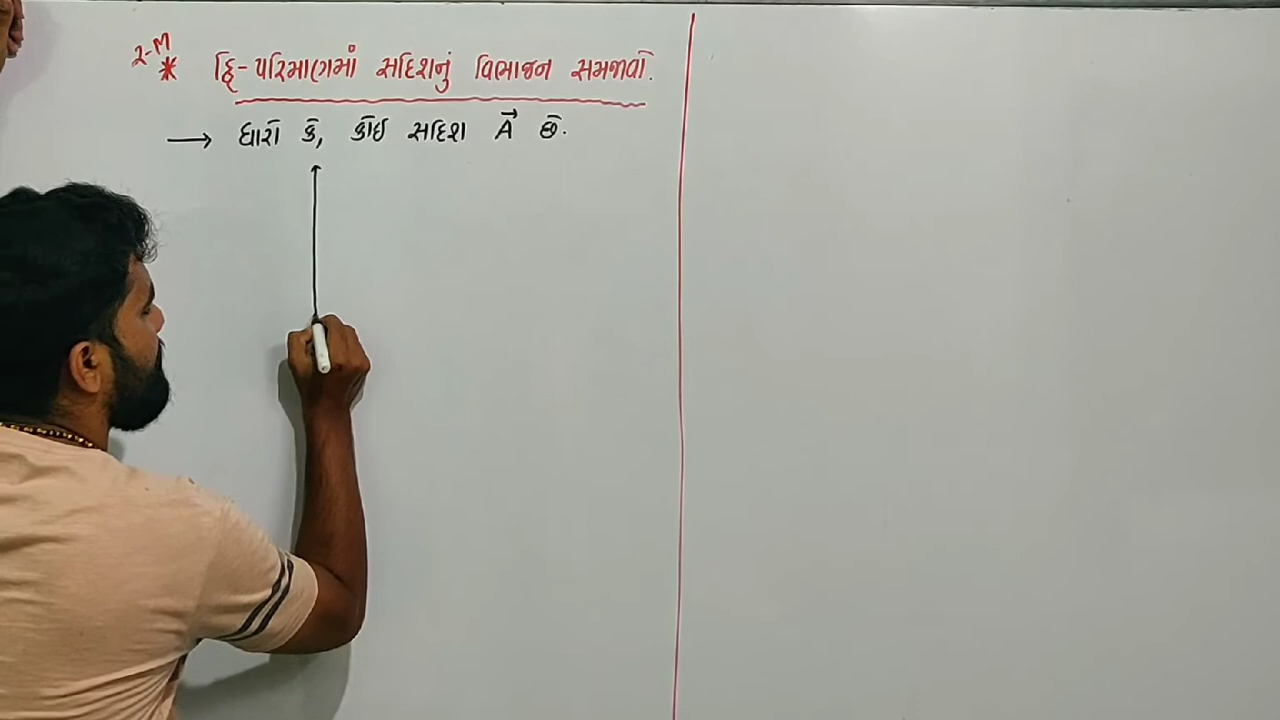 2-M
* દ્વિ-પરિમાણમાં સદિશનું વિભાજન સમજાવો.
→ ધારો કે, કોઈ સદિશ A⃗ છે.